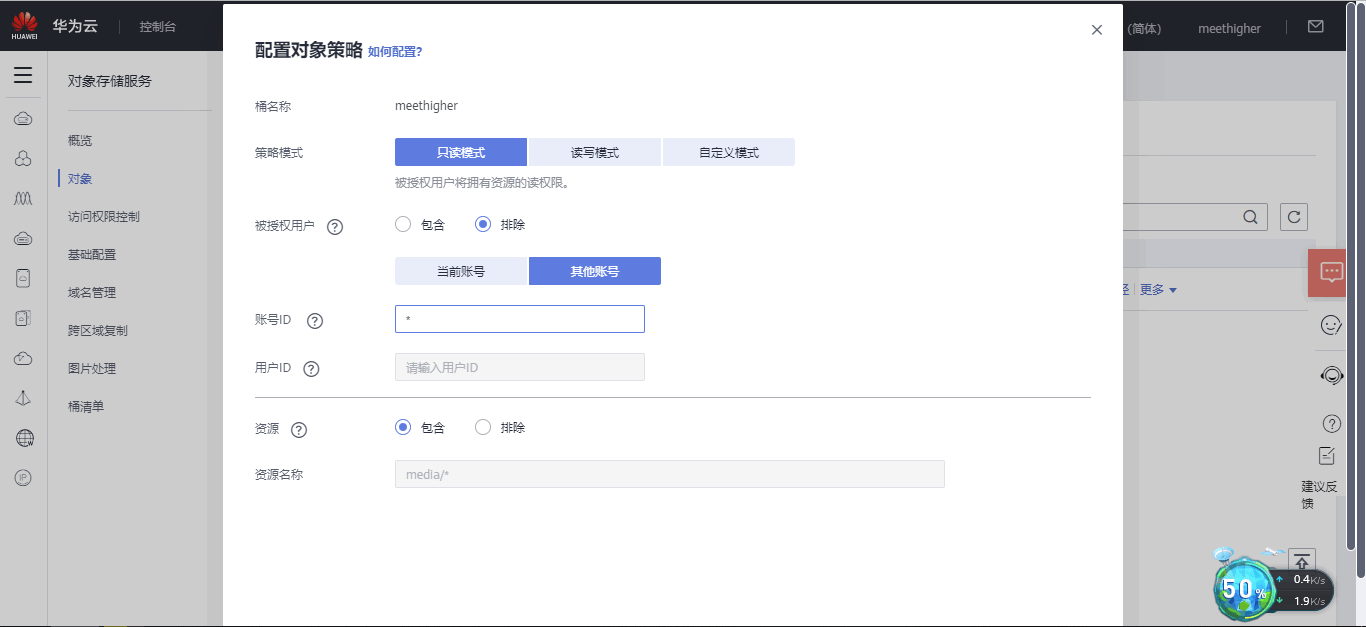 HUAWEI
华为云
控制台
(简体)
meethigher
对象存储服务
概览
对象
访问权限控制
基础配置
域名管理
跨区域复制
图片处理
桶清单
配置对象策略 如何配置?
桶名称
meethigher
策略模式
只读模式
读写模式
自定义模式
被授权用户将拥有资源的读权限。
被授权用户 ?
包含
排除
当前账号
其他账号
账号ID ?
*
用户ID ?
请输入用户ID
资源 ?
包含
排除
资源名称
media/*
更多
建议反
馈
50%
0.4K/s
1.9K/s
IP